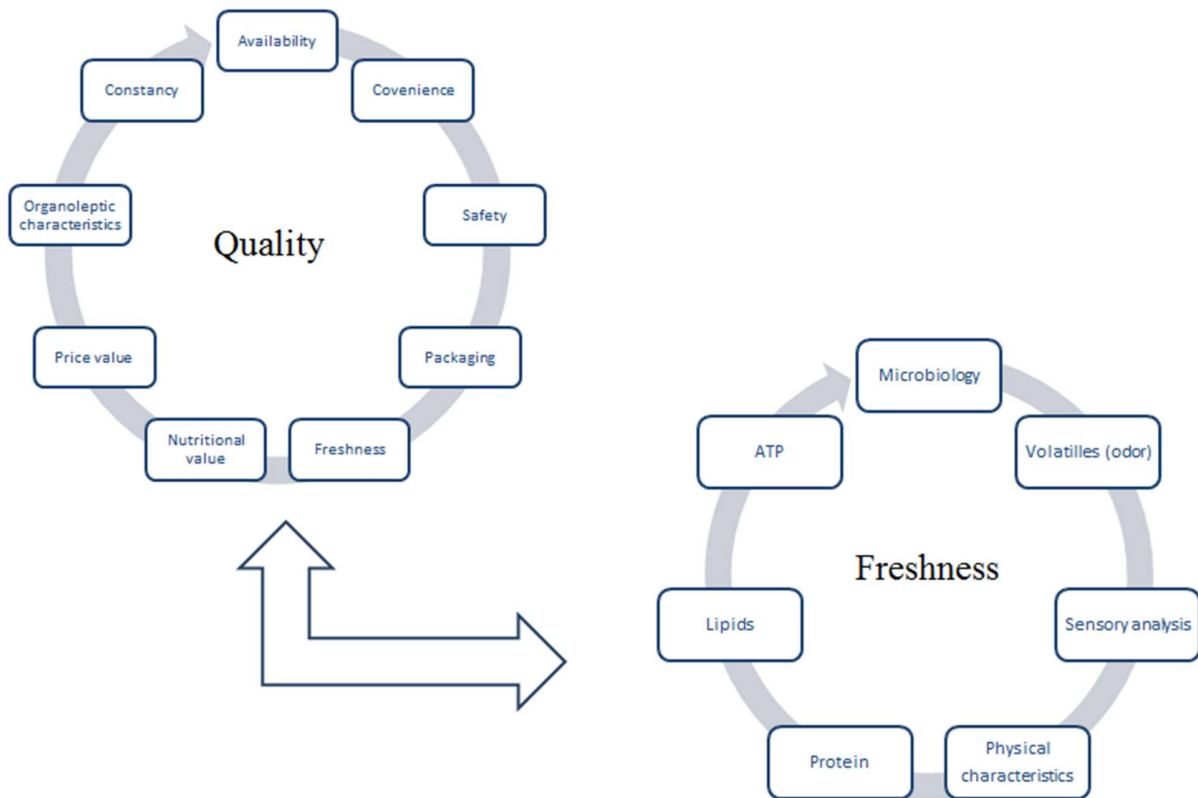 Availability
Constancy
Covenience
Organoleptic
characteristics
Safety
Quality
Price value
Packaging
Nutritional
value
Freshness
Microbiology
ATP
Volatilles (odor)
Freshness
Lipids
Sensory analysis
Protein
Physical
characteristics